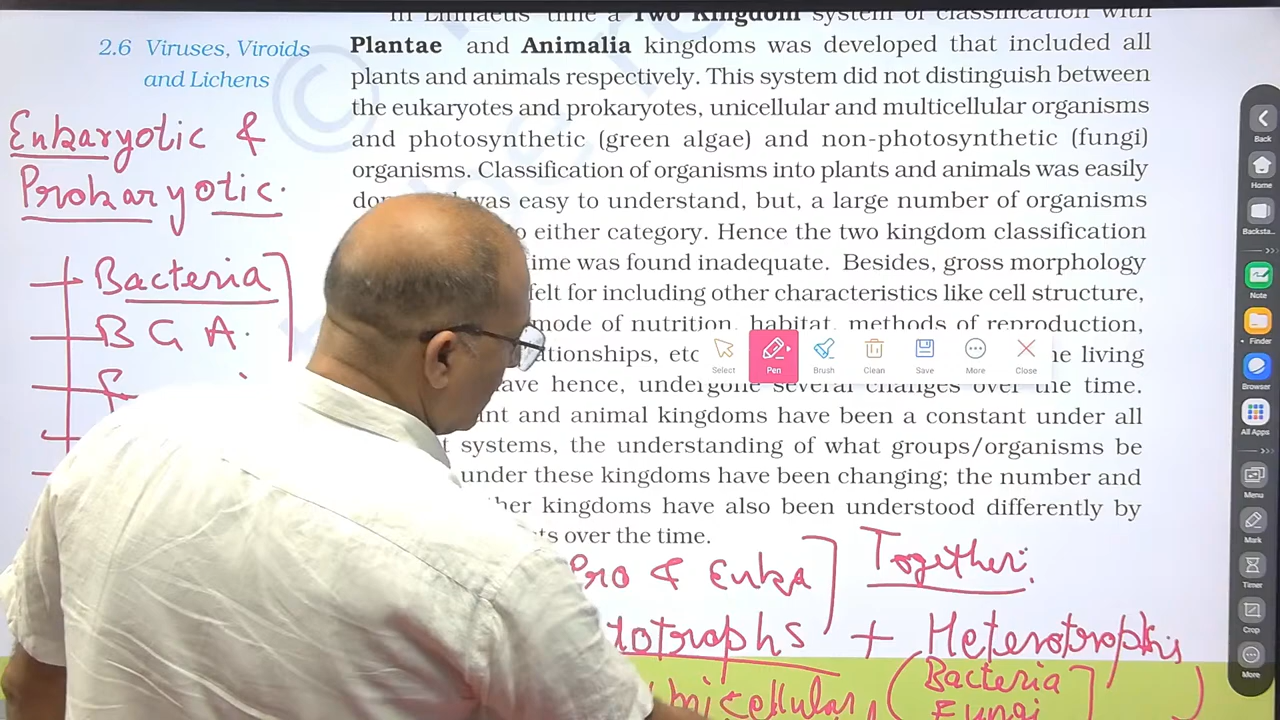 In Linnaeus' time a Two Kingdom system of classification with
2.6 Viruses, Viroids
and Lichens
Plantae and Animalia kingdoms was developed that included all
plants and animals respectively. This system did not distinguish between
the eukaryotes and prokaryotes, unicellular and multicellular organisms
and photosynthetic (green algae) and non-photosynthetic (fungi)
organisms. Classification of organisms into plants and animals was easily
was easy to understand, but, a large number of organisms
either category. Hence the two kingdom classification
was found inadequate. Besides, gross morphology
felt for including other characteristics like cell structure,
mode of nutrition, habitat, methods of reproduction,
etc living
hence, undergone several changes over the time.
and animal kingdoms have been a constant under all
systems, the understanding of what groups/organisms be
under these kingdoms have been changing; the number and
kingdoms have also been understood differently by
over the time.
Eukaryotic &
Prokaryotic.
Bacteria
B G A.
Pro & Euka
Together.
+ Heterotrophs
Bacteria
Fungi
Select
Pen
Brush
Clean
Save
More
Close
Back
Home
Backsta...
Note
Finder
Browser
All Apps
Menu
Mark
Timer
Crop
More